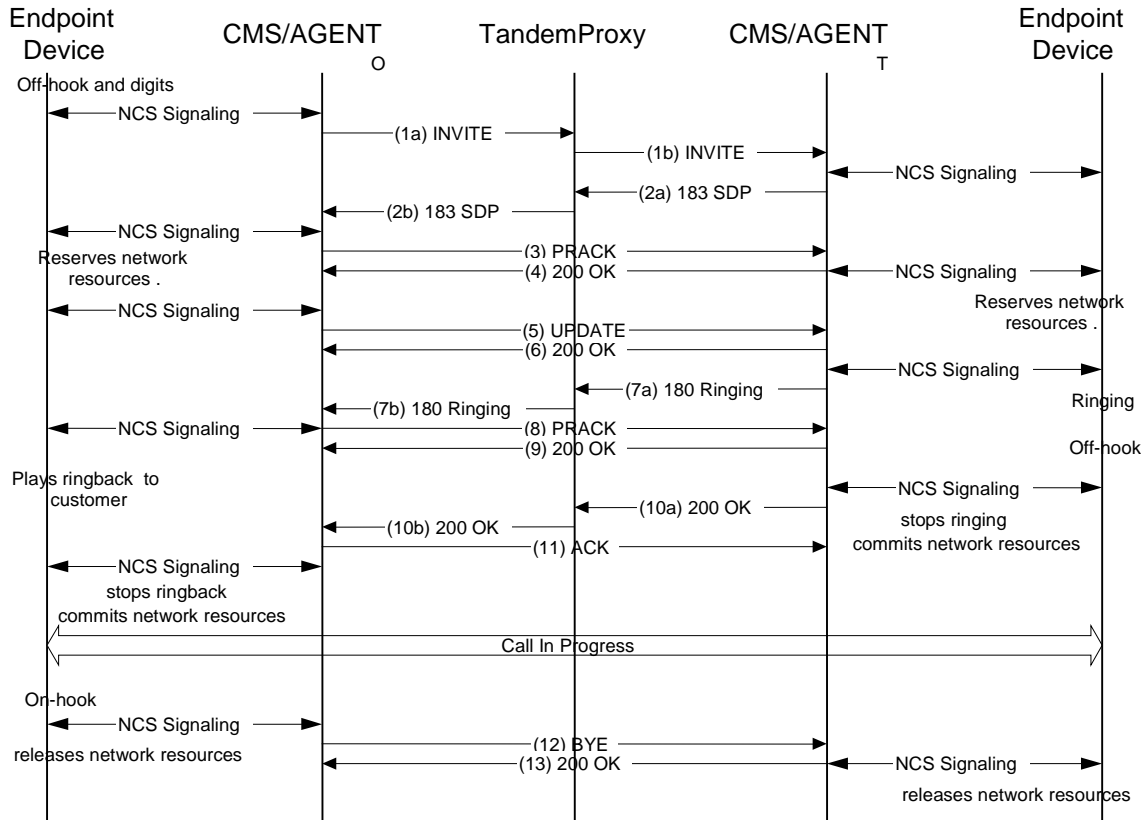 Endpoint
Device
CMS/AGENT
O
TandemProxy
CMS/AGENT
T
Endpoint
Device
Off-hook and digits
NCS Signaling
(1a) INVITE
(1b) INVITE
NCS Signaling
(2a) 183 SDP
(2b) 183 SDP
NCS Signaling
(3) PRACK
Reserves network
resources .
(4) 200 OK
NCS Signaling
NCS Signaling
Reserves network
resources .
(5) UPDATE
(6) 200 OK
NCS Signaling
(7a) 180 Ringing
(7b) 180 Ringing
Ringing
NCS Signaling
(8) PRACK
(9) 200 OK
Off-hook
Plays ringback to
customer
NCS Signaling
(10a) 200 OK
stops ringing
commits network resources
(10b) 200 OK
(11) ACK
NCS Signaling
stops ringback
commits network resources
Call In Progress
On-hook
NCS Signaling
releases network resources
(12) BYE
(13) 200 OK
NCS Signaling
releases network resources